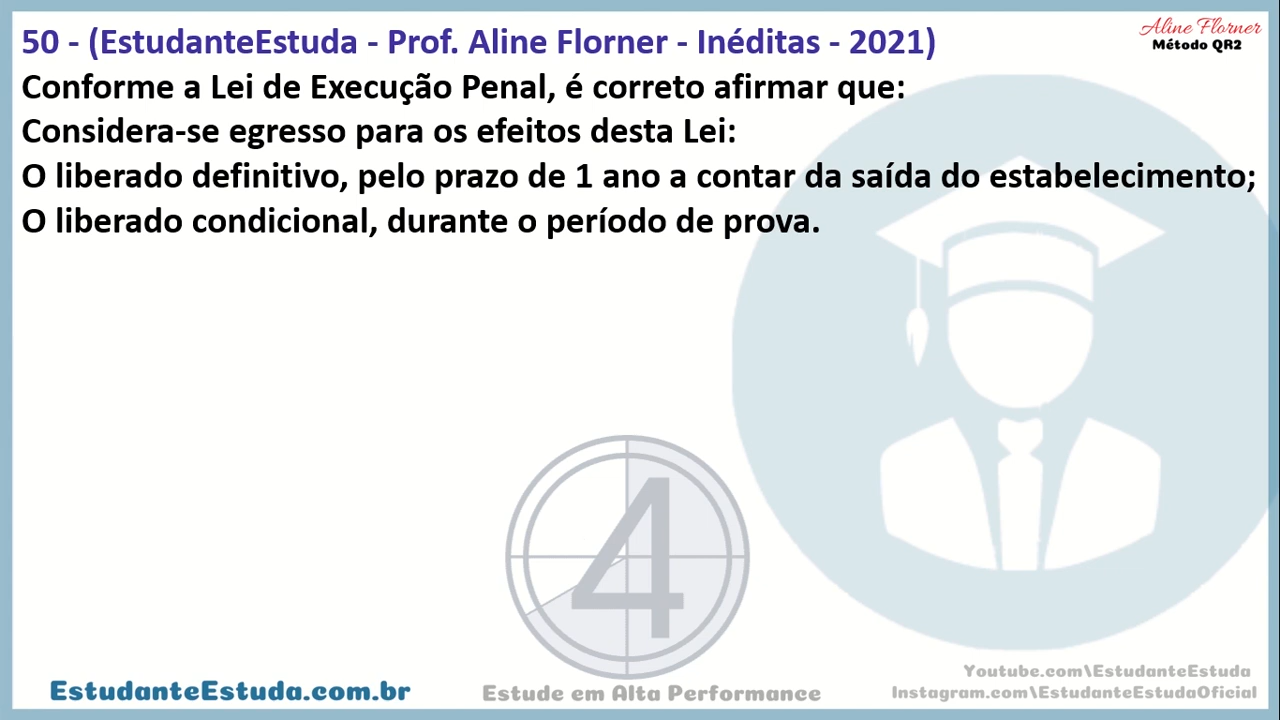 Aline Florner
Método QR2
50 - (EstudanteEstuda - Prof. Aline Florner - Inéditas - 2021)
Conforme a Lei de Execução Penal, é correto afirmar que:
Considera-se egresso para os efeitos desta Lei:
O liberado definitivo, pelo prazo de 1 ano a contar da saída do estabelecimento;
O liberado condicional, durante o período de prova.
4
EstudanteEstuda.com.br
Estude em Alta Performance
Youtube.com\EstudanteEstuda
Instagram.com\EstudanteEstudaOficial